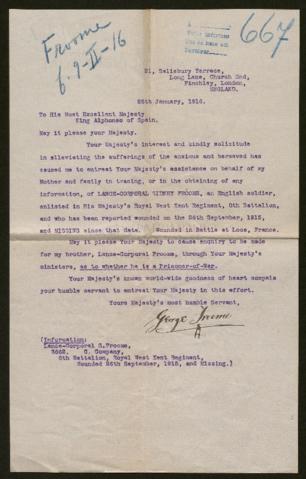 Froome
f. 9-II-16
667
21, Salisbury Terrace,
Long Lane, Church End,
Finchley, London,
ENGLAND.
25th January, 1916.
To His Most Excellent Majesty
King Alphonso of Spain.
May it please your Majesty.
Your Majesty's interest and kindly solicitude
in alleviating the sufferings of the anxious and bereaved has
caused me to entreat Your Majesty's assistance on behalf of my
Mother and family in tracing, or in the obtaining of any
information, of LANCE-CORPORAL SIDNEY FROOME, an English soldier,
enlisted in His Majesty's Royal West Kent Regiment, 8th Battalion,
and who has been reported wounded on the 26th September, 1915,
and MISSING since that date. Wounded in Battle at Loos, France.
May it please Your Majesty to cause enquiry to be made
for my brother, Lance-Corporal Froome, through Your Majesty's
ministers, as to whether he is a Prisoner-of-War.
Your Majesty's known world-wide goodness of heart compels
your humble servant to entreat Your Majesty in this effort.
Yours Majesty's most humble Servant,
George Froome
(Information:
Lance-Corporal S.Froome,
3662, C. Company,
8th Battalion, Royal West Kent Regiment,
Wounded 26th September, 1915, and Missing.)